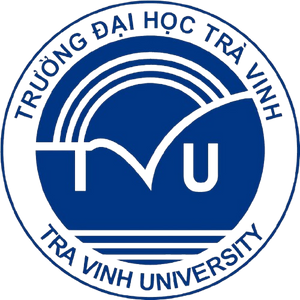 TRƯỜNG ĐẠI HỌC TRÀ VINH
TVU
TRA VINH UNIVERSITY